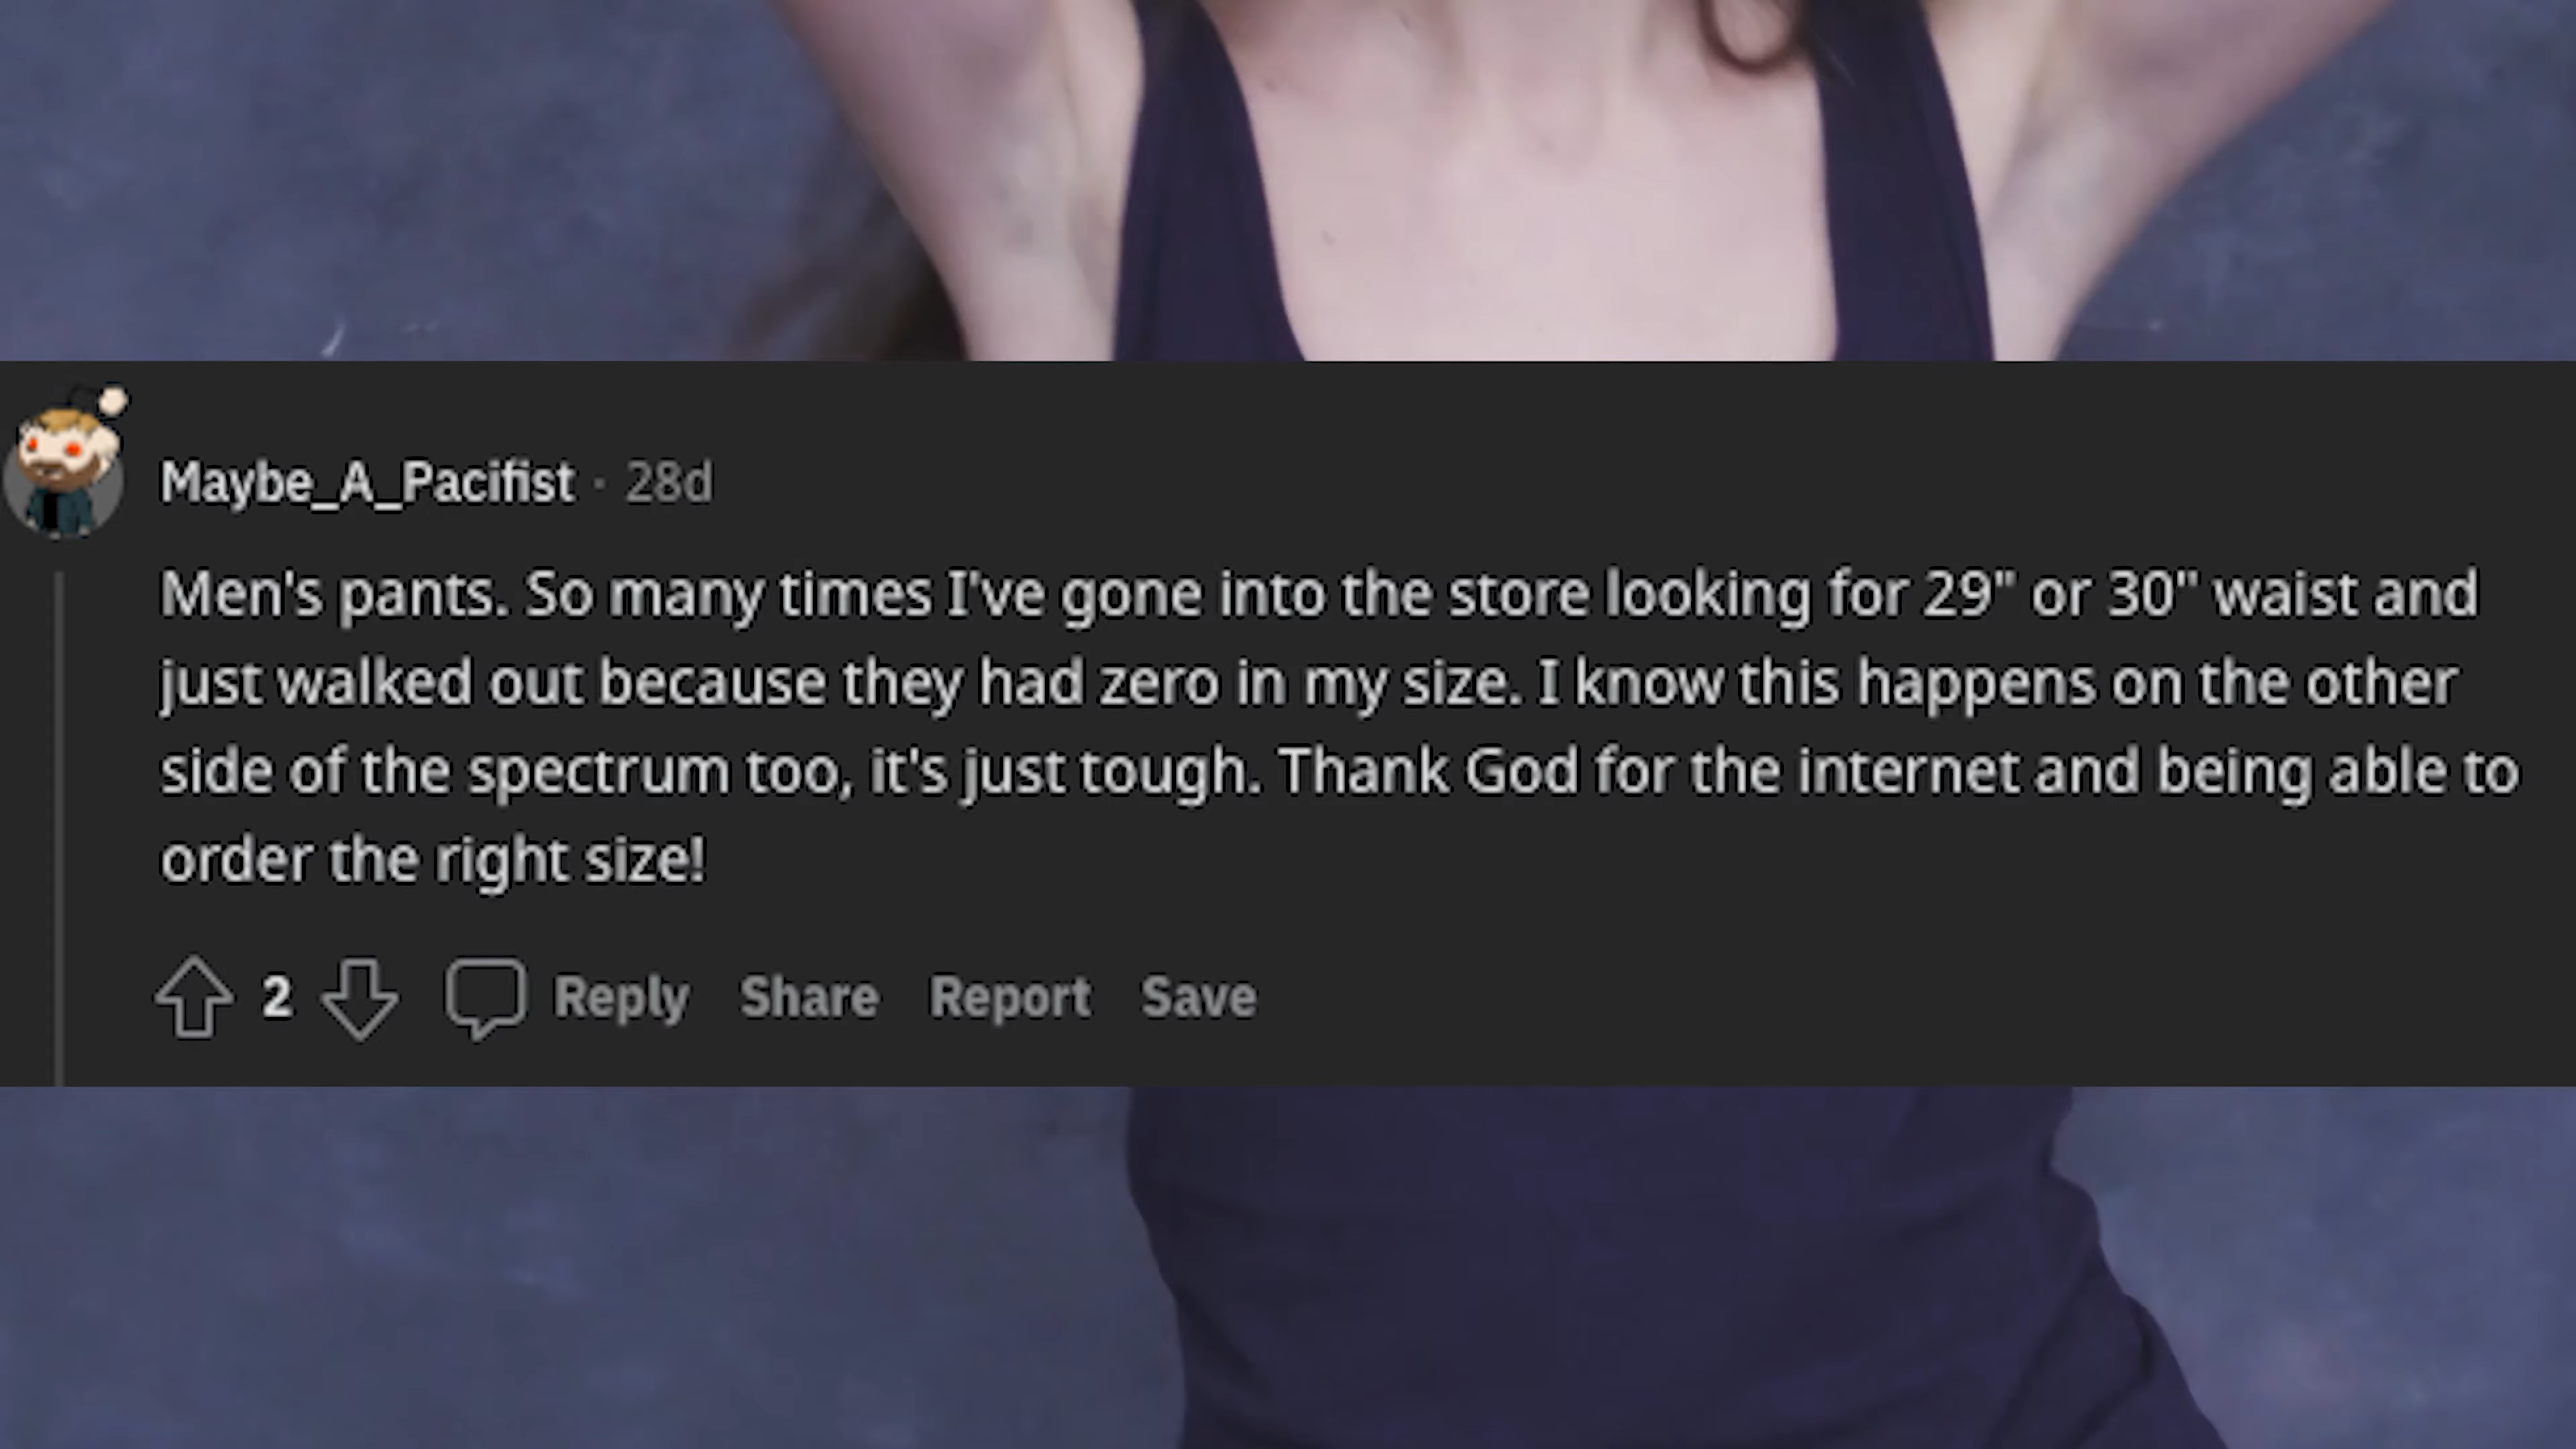 Maybe_A_Pacifist · 28d
Men's pants. So many times I've gone into the store looking for 29" or 30" waist and
just walked out because they had zero in my size. I know this happens on the other
side of the spectrum too, it's just tough. Thank God for the internet and being able to
order the right size!
2 Reply Share Report Save